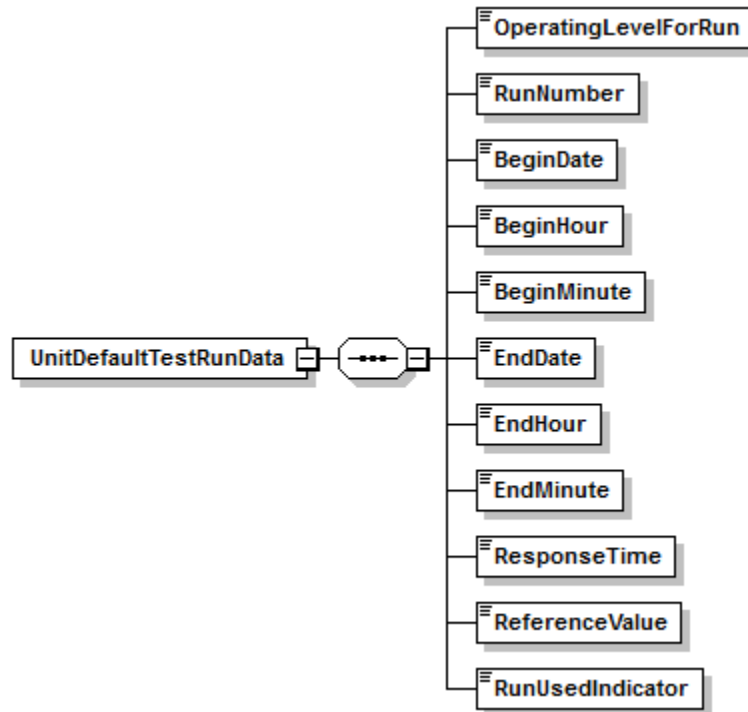 OperatingLevelForRun
RunNumber
BeginDate
BeginHour
BeginMinute
UnitDefaultTestRunData
EndDate
EndHour
EndMinute
ResponseTime
ReferenceValue
RunUsedIndicator